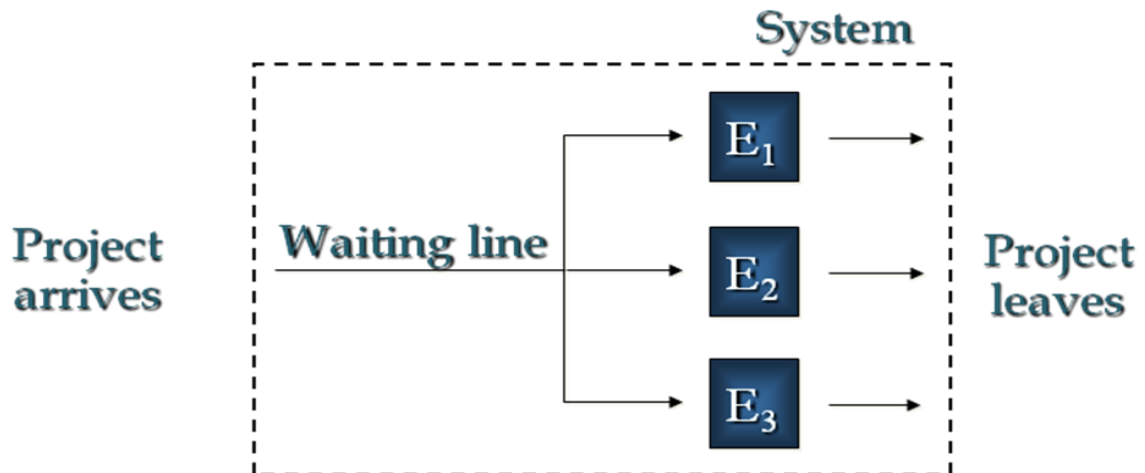 System
E1
Project
arrives
Waiting line
E2
Project
leaves
E3